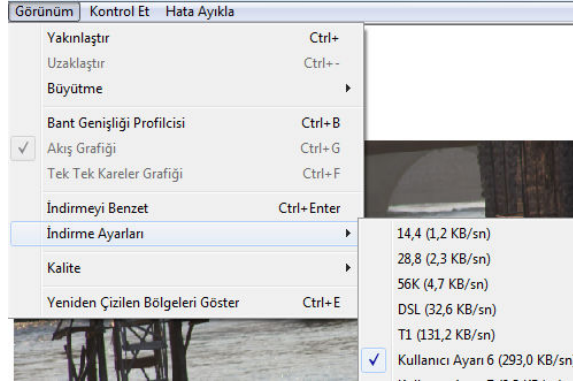 Görünüm Kontrol Et Hata Ayıkla
Yakınlaştır Ctrl+
Uzaklaştır Ctrl+-
Büyütme
Bant Genişliği Profilcisi Ctrl+B
Akış Grafiği Ctrl+G
Tek Tek Kareler Grafiği Ctrl+F
İndirmeyi Benzet Ctrl+Enter
İndirme Ayarları
14,4 (1,2 KB/sn)
28,8 (2,3 KB/sn)
56K (4,7 KB/sn)
DSL (32,6 KB/sn)
T1 (131,2 KB/sn)
Kullanıcı Ayarı 6 (293,0 KB/sn
Kalite
Yeniden Çizilen Bölgeleri Göster Ctrl+E